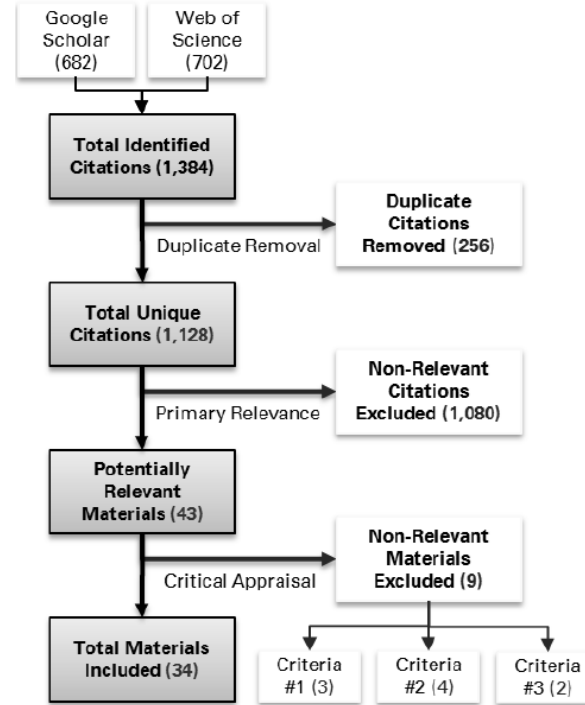 Google
Scholar
(682)
Web of
Science
(702)
Total Identified
Citations (1,384)
Duplicate Removal
Duplicate
Citations
Removed (256)
Total Unique
Citations (1,128)
Primary Relevance
Non-Relevant
Citations
Excluded (1,080)
Potentially
Relevant
Materials (43)
Critical Appraisal
Non-Relevant
Materials
Excluded (9)
Total Materials
Included (34)
Criteria
#1 (3)
Criteria
#2 (4)
Criteria
#3 (2)